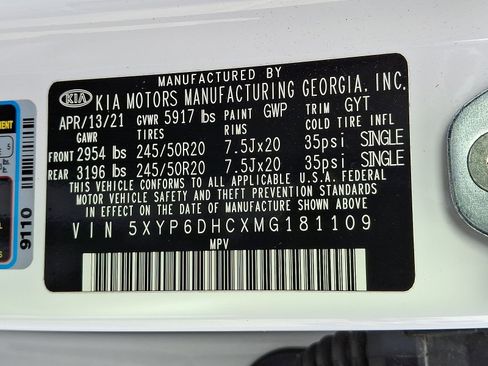 MANUFACTURED BY
KIA KIA MOTORS MANUFACTURING GEORGIA, INC.
APR/13/21 GVWR 5917 lbs PAINT GWP TRIM GYT
GAWR TIRES RIMS COLD TIRE INFL
FRONT 2954 lbs 245/50R20 7.5Jx20 35psi SINGLE
REAR 3196 lbs 245/50R20 7.5Jx20 35psi SINGLE
THIS VEHICLE CONFORMS TO ALL APPLICABLE U.S.A. FEDERAL
MOTOR VEHICLE SAFETY AND THEFT PREVENTION STANDARDS
IN EFFECT ON THE DATE OF MANUFACTURE SHOWN ABOVE
VIN 5XYP6DHCXMG181109
MPV
9110